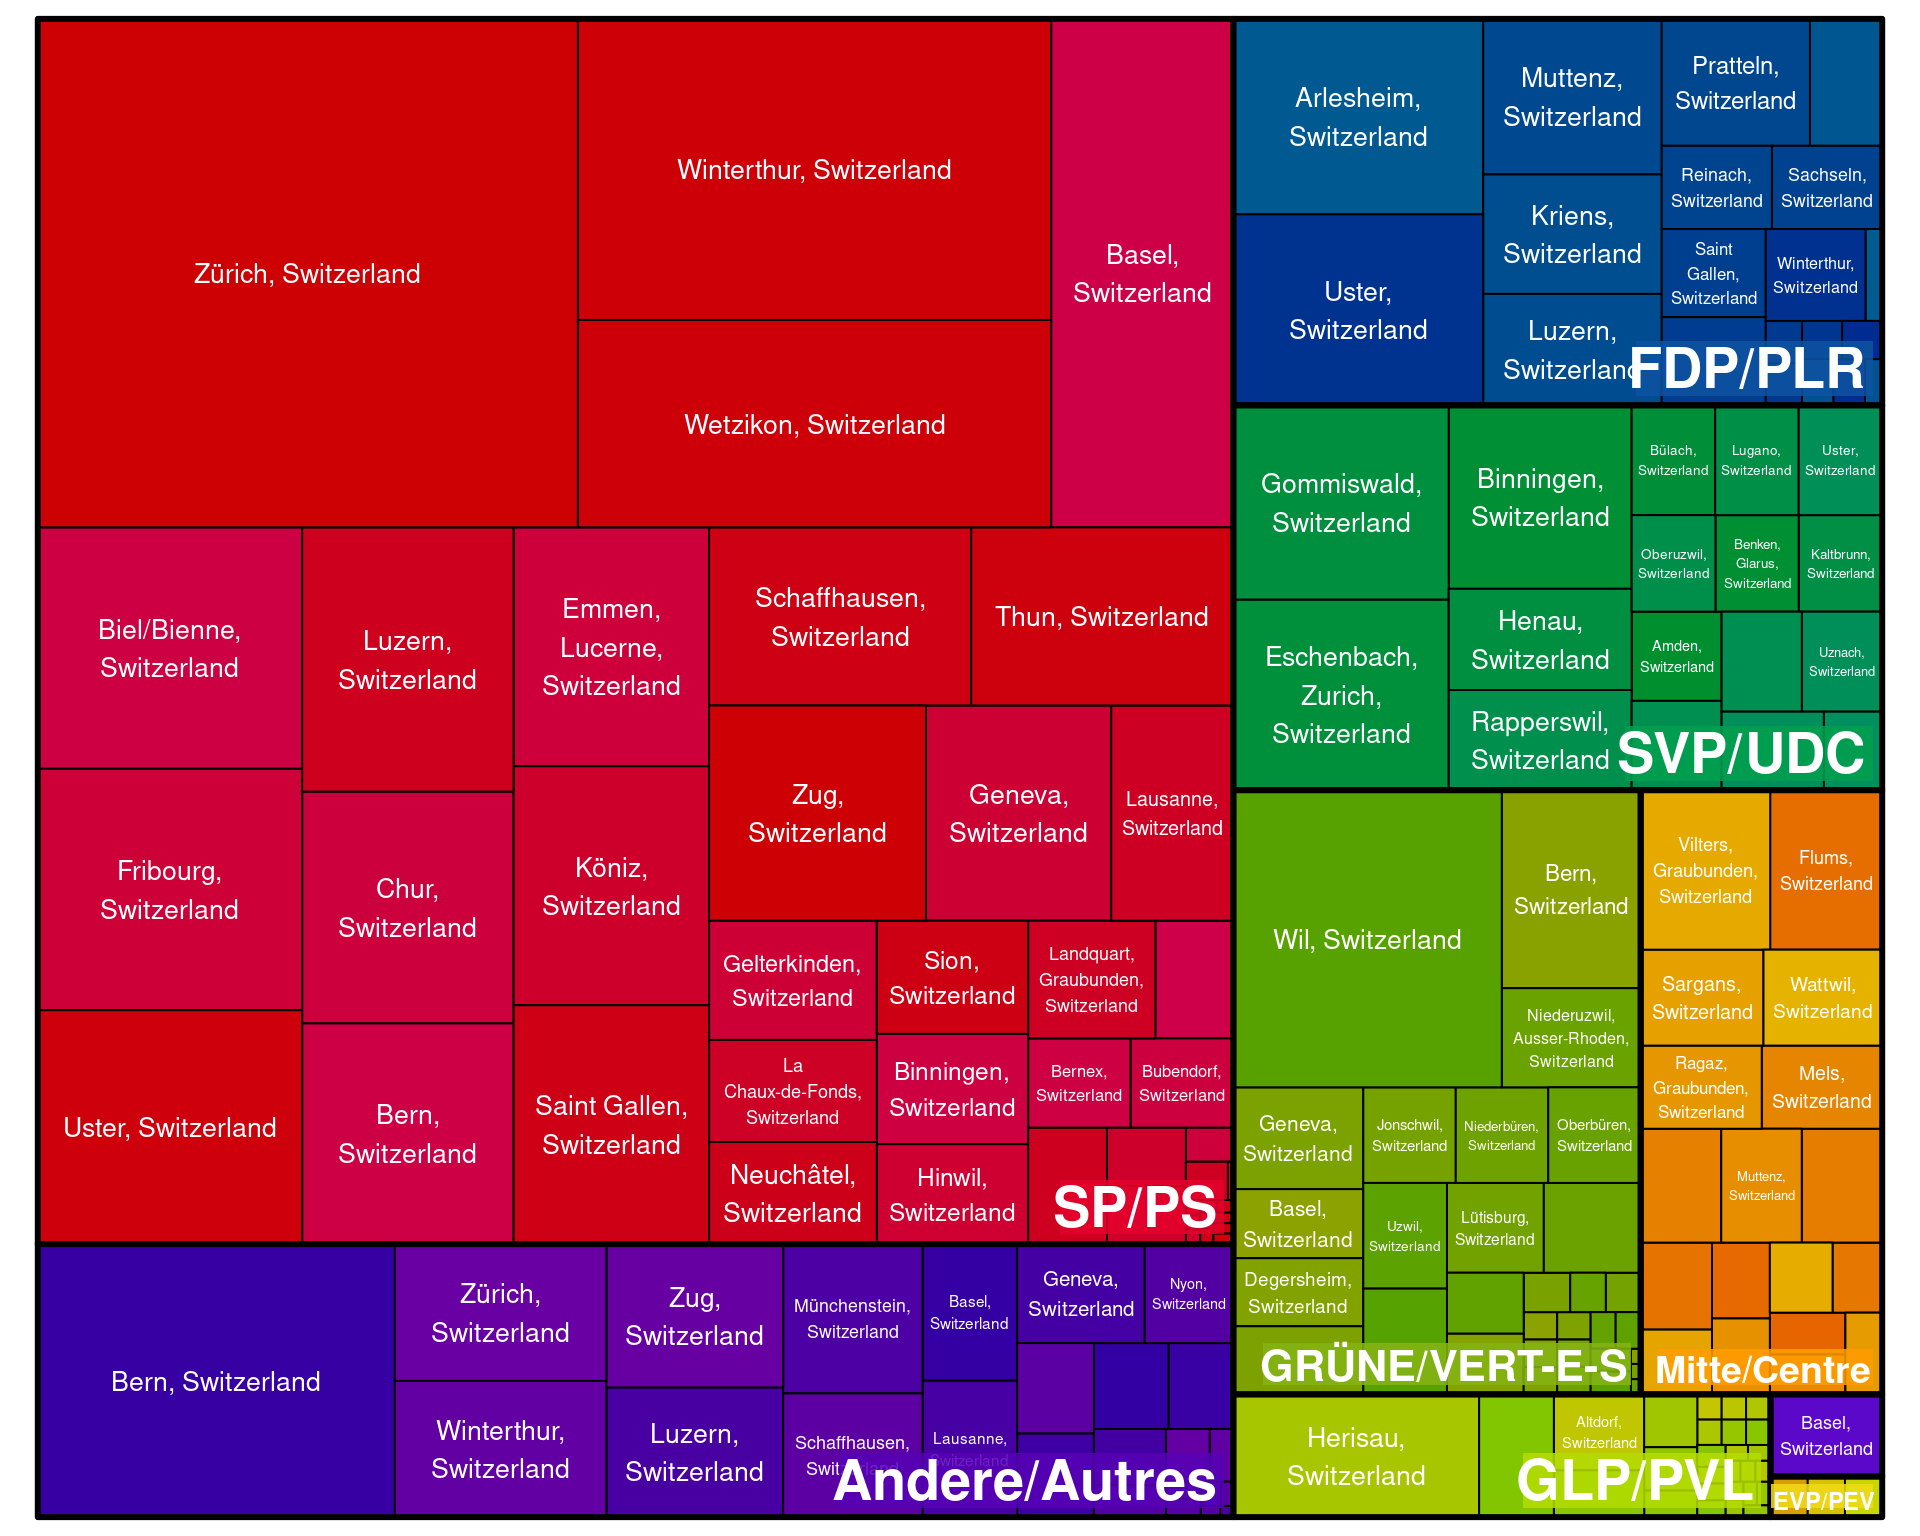 Zürich, Switzerland
Winterthur, Switzerland
Wetzikon, Switzerland
Basel,
Switzerland
Biel/Bienne,
Switzerland
Fribourg,
Switzerland
Uster, Switzerland
Luzern,
Switzerland
Chur,
Switzerland
Bern,
Switzerland
Emmen,
Lucerne,
Switzerland
Köniz,
Switzerland
Saint Gallen,
Switzerland
Schaffhausen,
Switzerland
Thun, Switzerland
Zug,
Switzerland
Geneva,
Switzerland
Lausanne,
Switzerland
Gelterkinden,
Switzerland
La
Chaux-de-Fonds,
Switzerland
Neuchâtel,
Switzerland
Sion,
Switzerland
Binningen,
Switzerland
Hinwil,
Switzerland
Landquart,
Graubunden,
Switzerland
Bernex,
Switzerland
Bubendorf,
Switzerland
SP/PS
Bern, Switzerland
Zürich,
Switzerland
Winterthur,
Switzerland
Zug,
Switzerland
Luzern,
Switzerland
Münchenstein,
Switzerland
Schaffhausen,
Switzerland
Basel,
Switzerland
Lausanne,
Switzerland
Geneva,
Switzerland
Nyon,
Switzerland
Andere/Autres
Arlesheim,
Switzerland
Uster,
Switzerland
Muttenz,
Switzerland
Kriens,
Switzerland
Luzern,
Switzerland
Pratteln,
Switzerland
Reinach,
Switzerland
Sachseln,
Switzerland
Saint
Gallen,
Switzerland
Winterthur,
Switzerland
FDP/PLR
Gommiswald,
Switzerland
Eschenbach,
Zurich,
Switzerland
Binningen,
Switzerland
Henau,
Switzerland
Rapperswil,
Switzerland
Bülach,
Switzerland
Lugano,
Switzerland
Uster,
Switzerland
Oberuzwil,
Switzerland
Benken,
Glarus,
Switzerland
Kaltbrunn,
Switzerland
Amden,
Switzerland
Uznach,
Switzerland
SVP/UDC
Wil, Switzerland
Bern,
Switzerland
Niederuzwil,
Ausser-Rhoden,
Switzerland
Geneva,
Switzerland
Basel,
Switzerland
Degersheim,
Switzerland
Jonschwil,
Switzerland
Niederbüren,
Switzerland
Oberbüren,
Switzerland
Uzwil,
Switzerland
Lütisburg,
Switzerland
GRÜNE/VERT-E-S
Vilters,
Graubunden,
Switzerland
Flums,
Switzerland
Sargans,
Switzerland
Wattwil,
Switzerland
Ragaz,
Graubunden,
Switzerland
Mels,
Switzerland
Muttenz,
Switzerland
Mitte/Centre
Herisau,
Switzerland
Altdorf,
Switzerland
GLP/PVL
Basel,
Switzerland
EVP/PEV